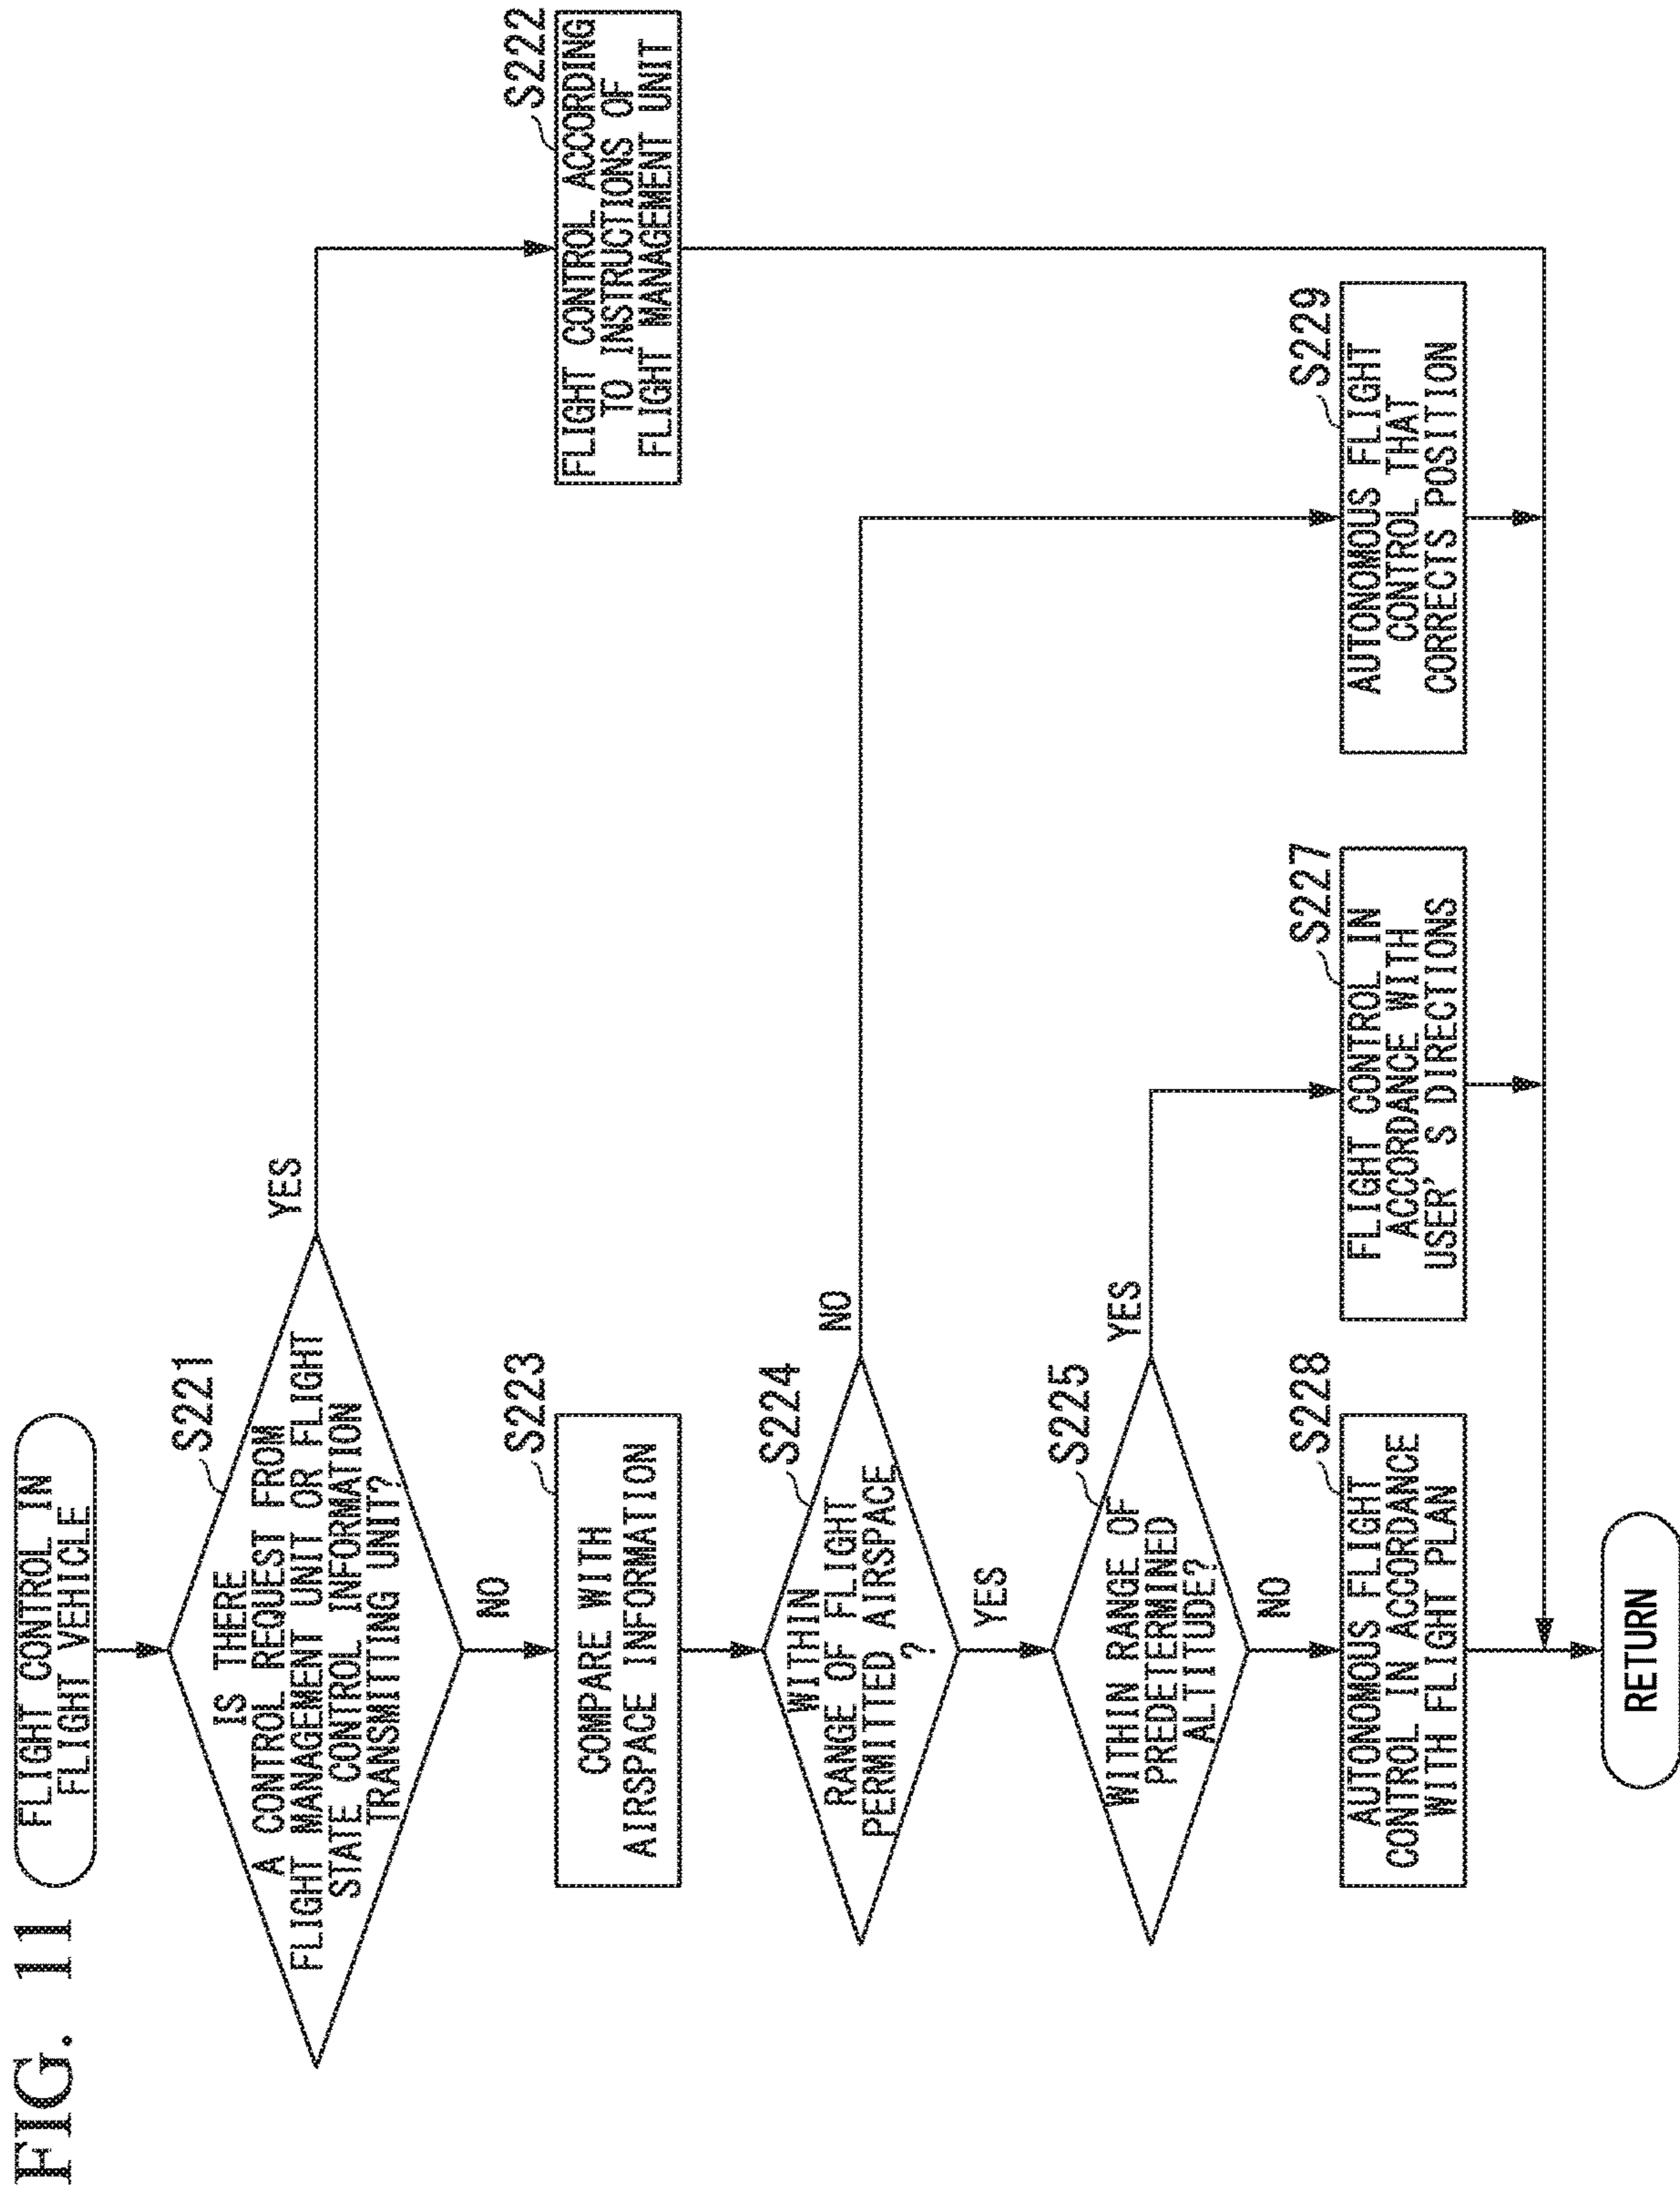 FIG. 11
FLIGHT CONTROL IN
FLIGHT VEHICLE
S221
IS THERE
A CONTROL REQUEST FROM
FLIGHT MANAGEMENT UNIT OR FLIGHT
STATE CONTROL INFORMATION
TRANSMITTING UNIT?
YES
NO
S222
FLIGHT CONTROL ACCORDING
TO INSTRUCTIONS OF
FLIGHT MANAGEMENT UNIT
S223
COMPARE WITH
AIRSPACE INFORMATION
S224
WITHIN
RANGE OF FLIGHT
PERMITTED AIRSPACE
?
NO
YES
S225
WITHIN RANGE OF
PREDETERMINED
ALTITUDE?
YES
NO
S228
AUTONOMOUS FLIGHT
CONTROL IN ACCORDANCE
WITH FLIGHT PLAN
S227
FLIGHT CONTROL IN
ACCORDANCE WITH
USER'S DIRECTIONS
S229
AUTONOMOUS FLIGHT
CONTROL THAT
CORRECTS POSITION
RETURN